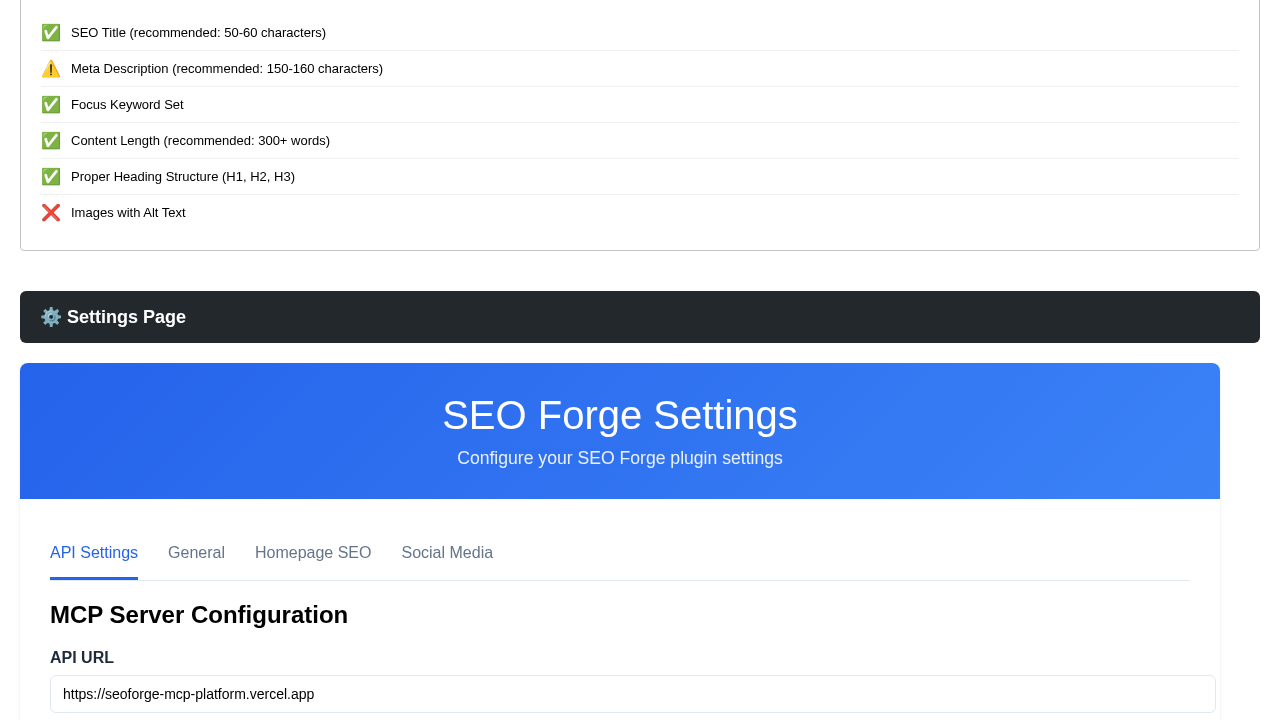 ✅ SEO Title (recommended: 50-60 characters)
⚠️ Meta Description (recommended: 150-160 characters)
✅ Focus Keyword Set
✅ Content Length (recommended: 300+ words)
✅ Proper Heading Structure (H1, H2, H3)
❌ Images with Alt Text
⚙️ Settings Page
SEO Forge Settings
Configure your SEO Forge plugin settings
API Settings General Homepage SEO Social Media
MCP Server Configuration
API URL
https://seoforge-mcp-platform.vercel.app